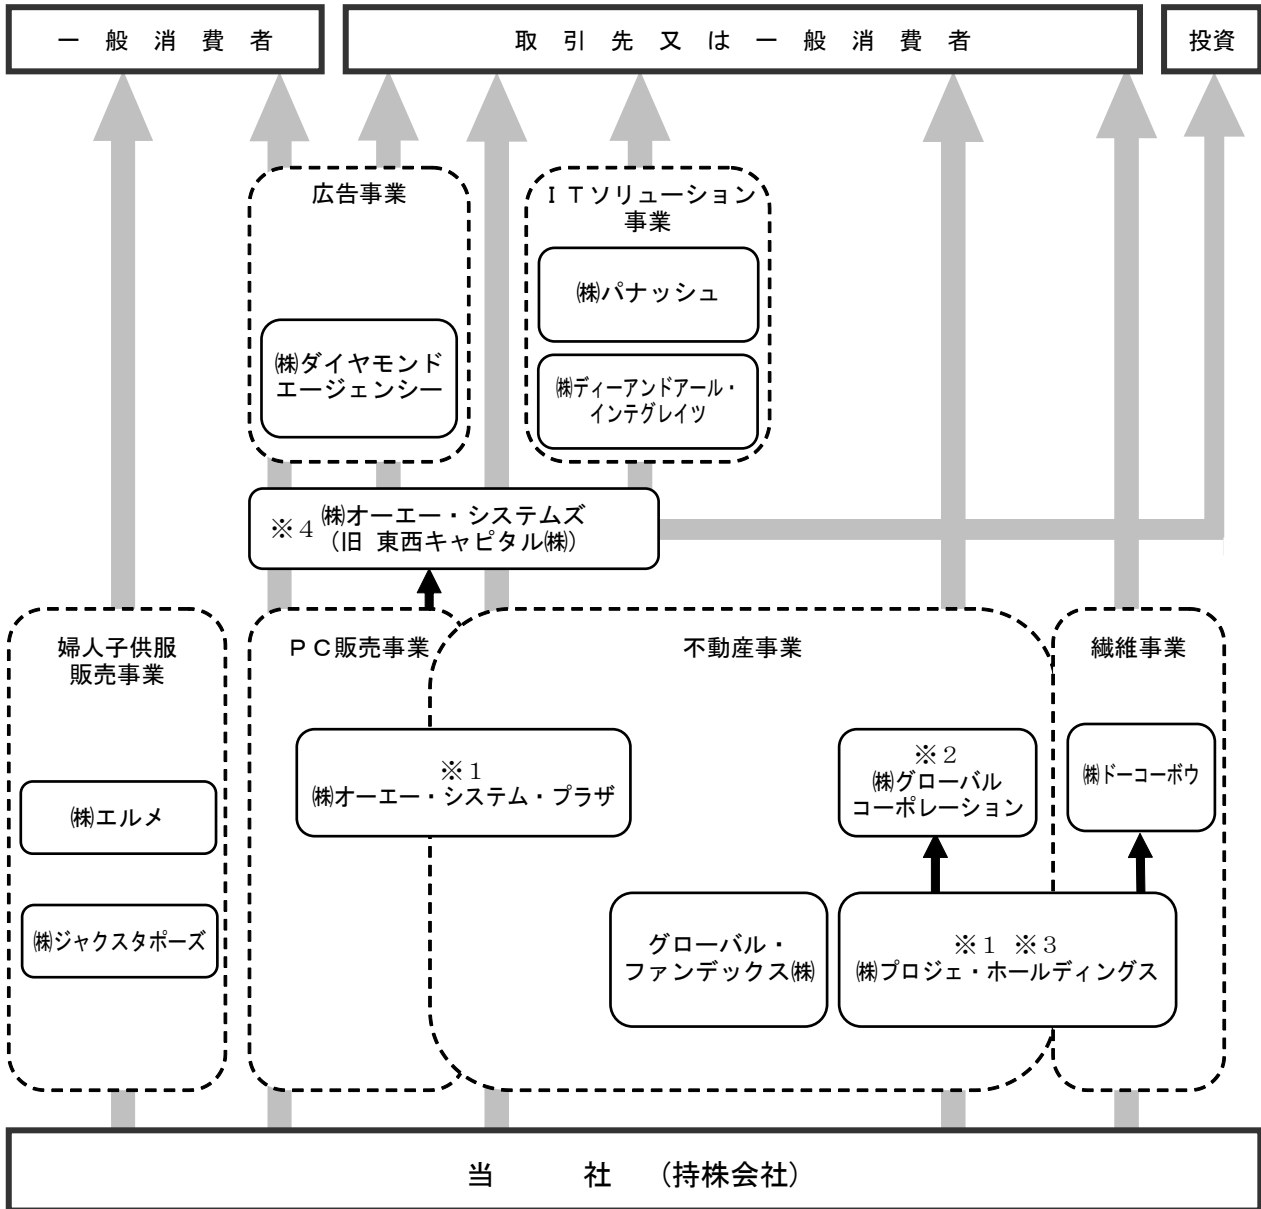 一般消費者
取引先又は一般消費者
投資
広告事業
ＩＴソリューション
事業
㈱パナッシュ
㈱ダイヤモンド
エージェンシー
㈱ディーアンドアール・
インテグレイツ
※４ ㈱オーエー・システムズ
（旧 東西キャピタル㈱）
婦人子供服
販売事業
ＰＣ販売事業
不動産事業
繊維事業
※１
㈱オーエー・システム・プラザ
※２
㈱グローバル
コーポレーション
㈱ドーコーボウ
㈱エルメ
㈱ジャクスタポーズ
グローバル・
ファンデックス㈱
※１ ※３
㈱プロジェ・ホールディングス
当社 （持株会社）